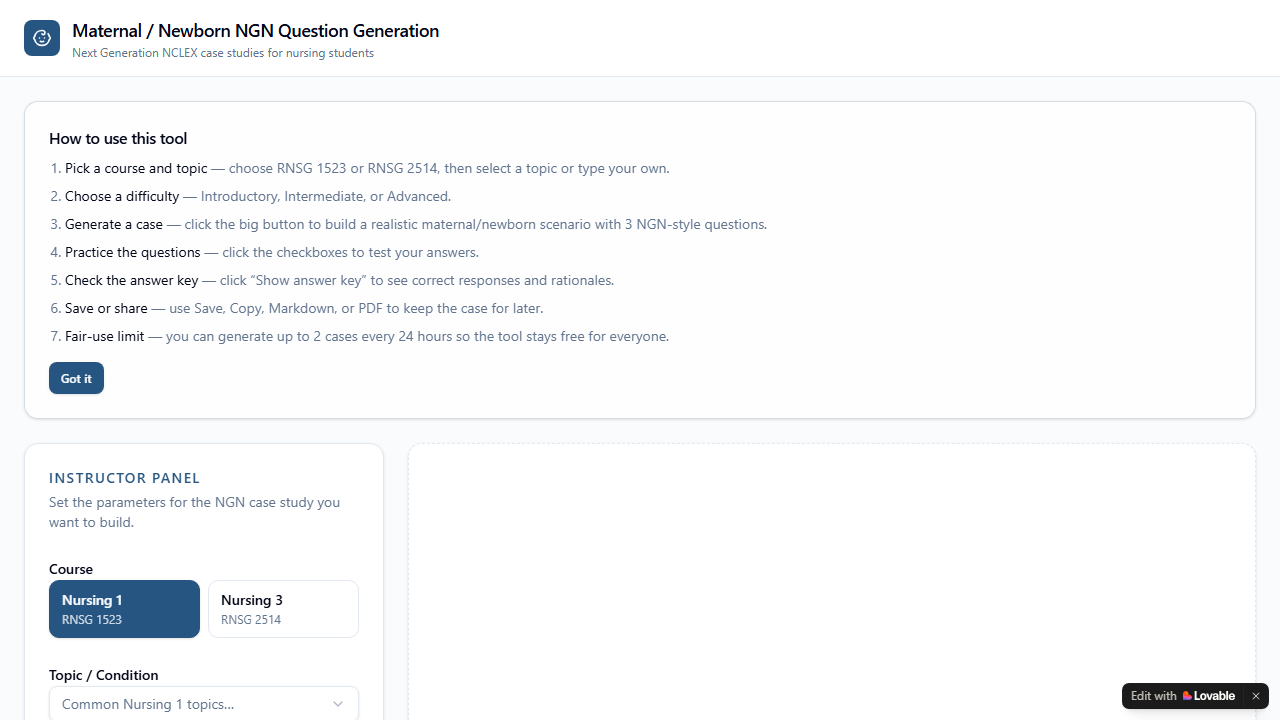 Maternal / Newborn NGN Question Generation
Next Generation NCLEX case studies for nursing students
How to use this tool
1. Pick a course and topic — choose RNSG 1523 or RNSG 2514, then select a topic or type your own.
2. Choose a difficulty — Introductory, Intermediate, or Advanced.
3. Generate a case — click the big button to build a realistic maternal/newborn scenario with 3 NGN-style questions.
4. Practice the questions — click the checkboxes to test your answers.
5. Check the answer key — click “Show answer key” to see correct responses and rationales.
6. Save or share — use Save, Copy, Markdown, or PDF to keep the case for later.
7. Fair-use limit — you can generate up to 2 cases every 24 hours so the tool stays free for everyone.
Got it
INSTRUCTOR PANEL
Set the parameters for the NGN case study you
want to build.
Course
Nursing 1
RNSG 1523
Nursing 3
RNSG 2514
Topic / Condition
Common Nursing 1 topics...
Edit with Lovable